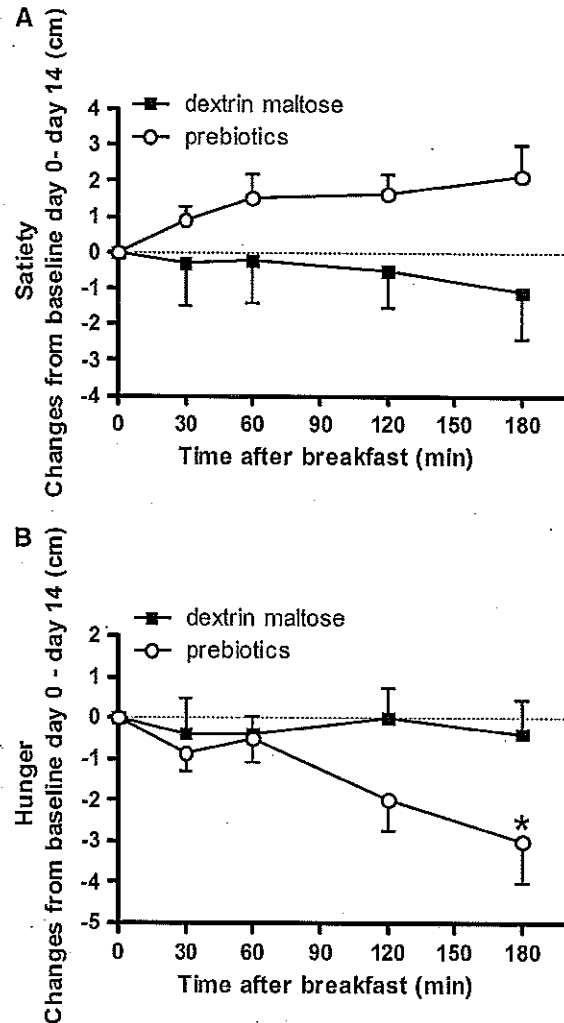 A
Satiety
Changes from baseline day 0- day 14 (cm)
dextrin maltose
prebiotics
4
3
2
1
0
-1
-2
-3
-4
0 30 60 90 120 150 180
Time after breakfast (min)
B
Hunger
Changes from baseline day 0 - day 14 (cm)
dextrin maltose
prebiotics
2
1
0
-1
-2
-3
-4
-5
*
0 30 60 90 120 150 180
Time after breakfast (min)